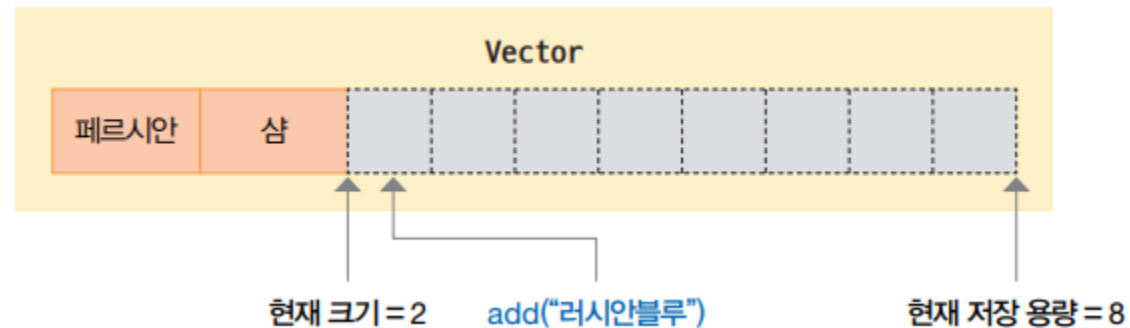 Vector
페르시안 샴
현재 크기 = 2 add(“러시안블루”) 현재 저장 용량 = 8